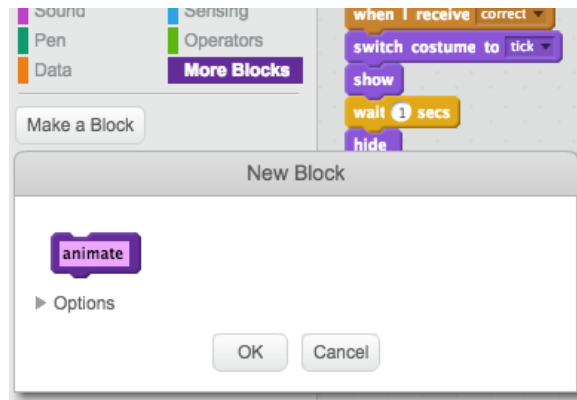 Sound
Sensing
when I receive correct
Pen
Operators
switch costume to tick
Data
More Blocks
show
wait 1 secs
Make a Block
hide
New Block
animate
Options
OK
Cancel